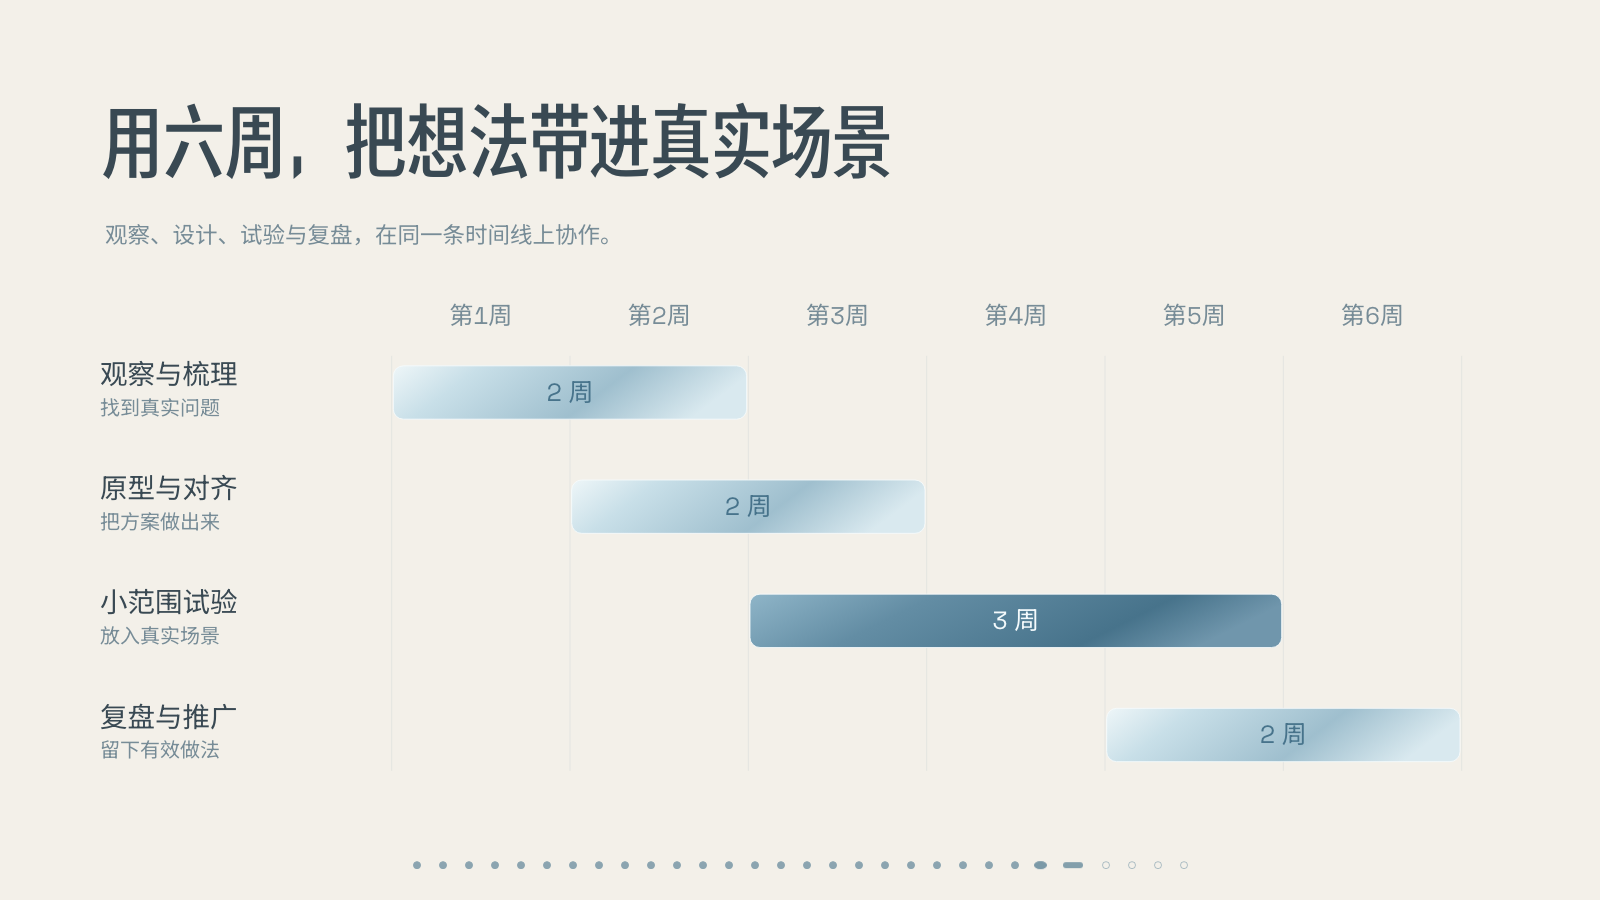 用六周，把想法带进真实场景
观察、设计、试验与复盘，在同一条时间线上协作。
第1周 第2周 第3周 第4周 第5周 第6周
观察与梳理
找到真实问题
2 周
原型与对齐
把方案做出来
2 周
小范围试验
放入真实场景
3 周
复盘与推广
留下有效做法
2 周